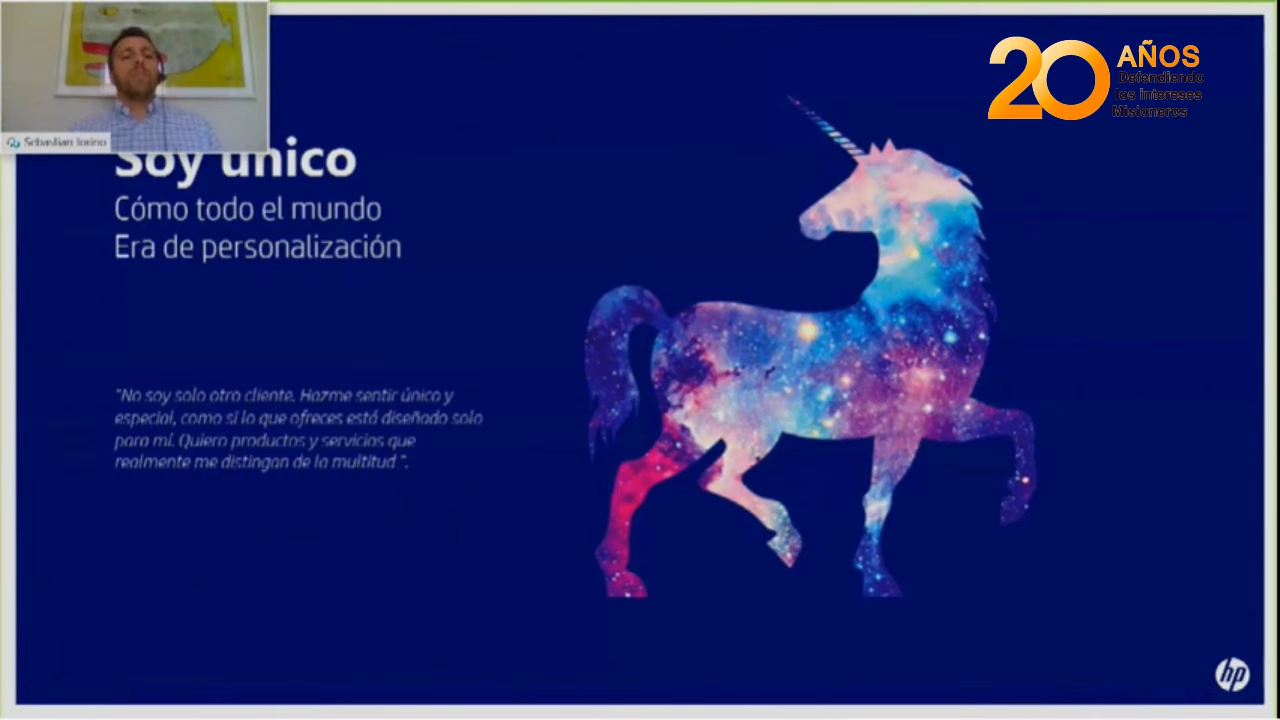 Sebastian Iorino
Soy único
Cómo todo el mundo
Era de personalización
"No soy solo otro cliente. Hazme sentir único y
especial, como si lo que ofreces está diseñado solo
para mí. Quiero productos y servicios que
realmente me distingan de la multitud ".
20 AÑOS
Defendiendo
los intereses
Misioneros
hp